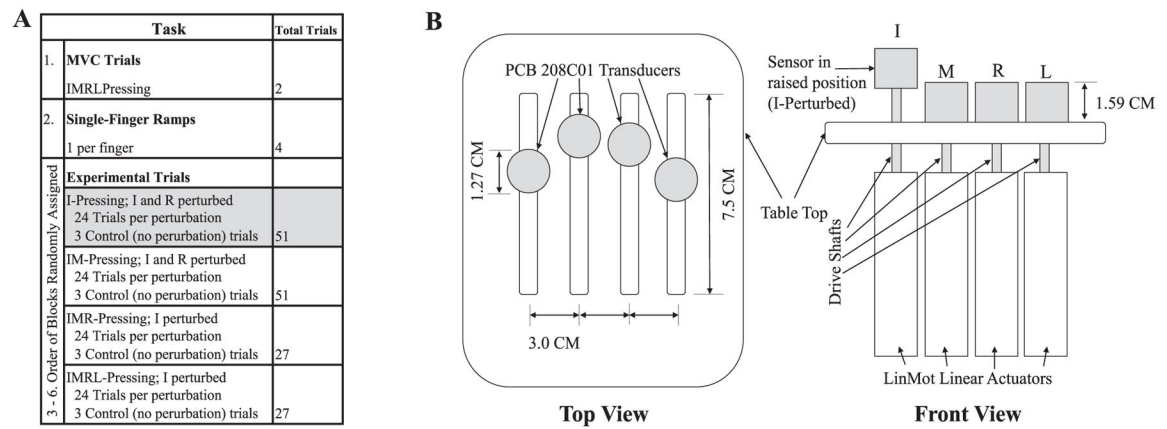 A
Task Total Trials
1. MVC Trials
IMRLPressing 2
2. Single-Finger Ramps
1 per finger 4
3 - 6. Order of Blocks Randomly Assigned
Experimental Trials
I-Pressing; I and R perturbed
24 Trials per perturbation
3 Control (no perurbation) trials 51
IM-Pressing; I and R perturbed
24 Trials per perturbation
3 Control (no perurbation) trials 51
IMR-Pressing; I perturbed
24 Trials per perturbation
3 Control (no perurbation) trials 27
IMRL-Pressing; I perturbed
24 Trials per perturbation
3 Control (no perurbation) trials 27
B
PCB 208C01 Transducers
1.27 CM
7.5 CM
3.0 CM
Top View
Table Top
I
Sensor in
raised position
(I-Perturbed)
M R L
1.59 CM
Drive Shafts
LinMot Linear Actuators
Front View